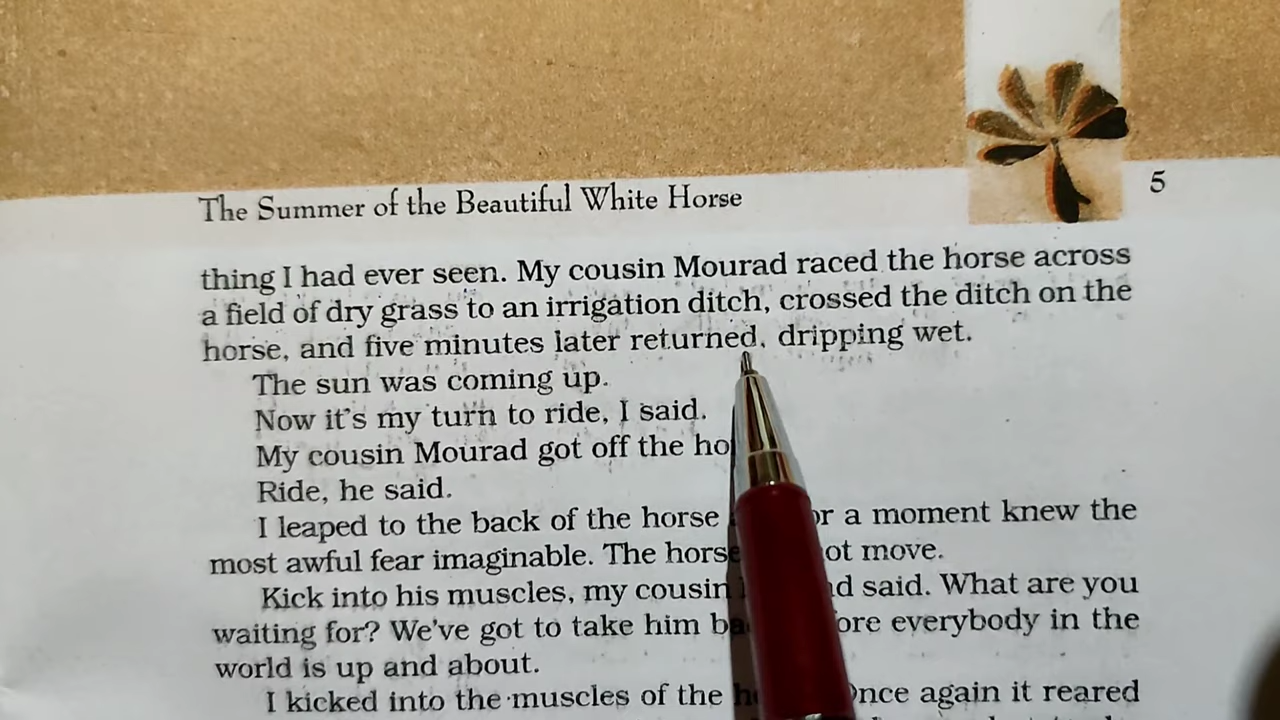 The Summer of the Beautiful White Horse
5
thing I had ever seen. My cousin Mourad raced the horse across
a field of dry grass to an irrigation ditch, crossed the ditch on the
horse, and five minutes later returned, dripping wet.
The sun was coming up.
Now it's my turn to ride, I said.
My cousin Mourad got off the
Ride, he said.
I leaped to the back of the horse for a moment knew the
most awful fear imaginable. The horse not move.
Kick into his muscles, my cousin said. What are you
waiting for? We've got to take him everybody in the
world is up and about.
I kicked into the muscles of the Once again it reared